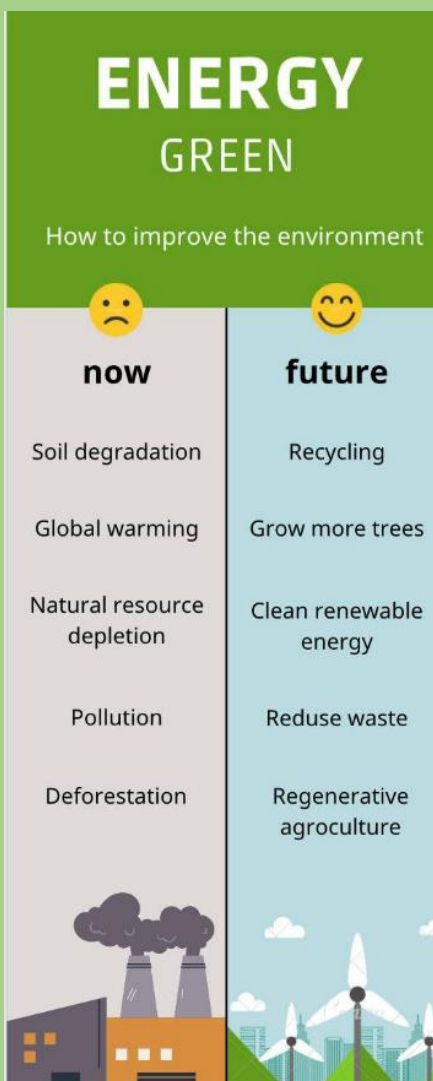 ENERGY
GREEN
How to improve the environment
now
Soil degradation
Global warming
Natural resource
depletion
Pollution
Deforestation
future
Recycling
Grow more trees
Clean renewable
energy
Reduse waste
Regenerative
agroculture